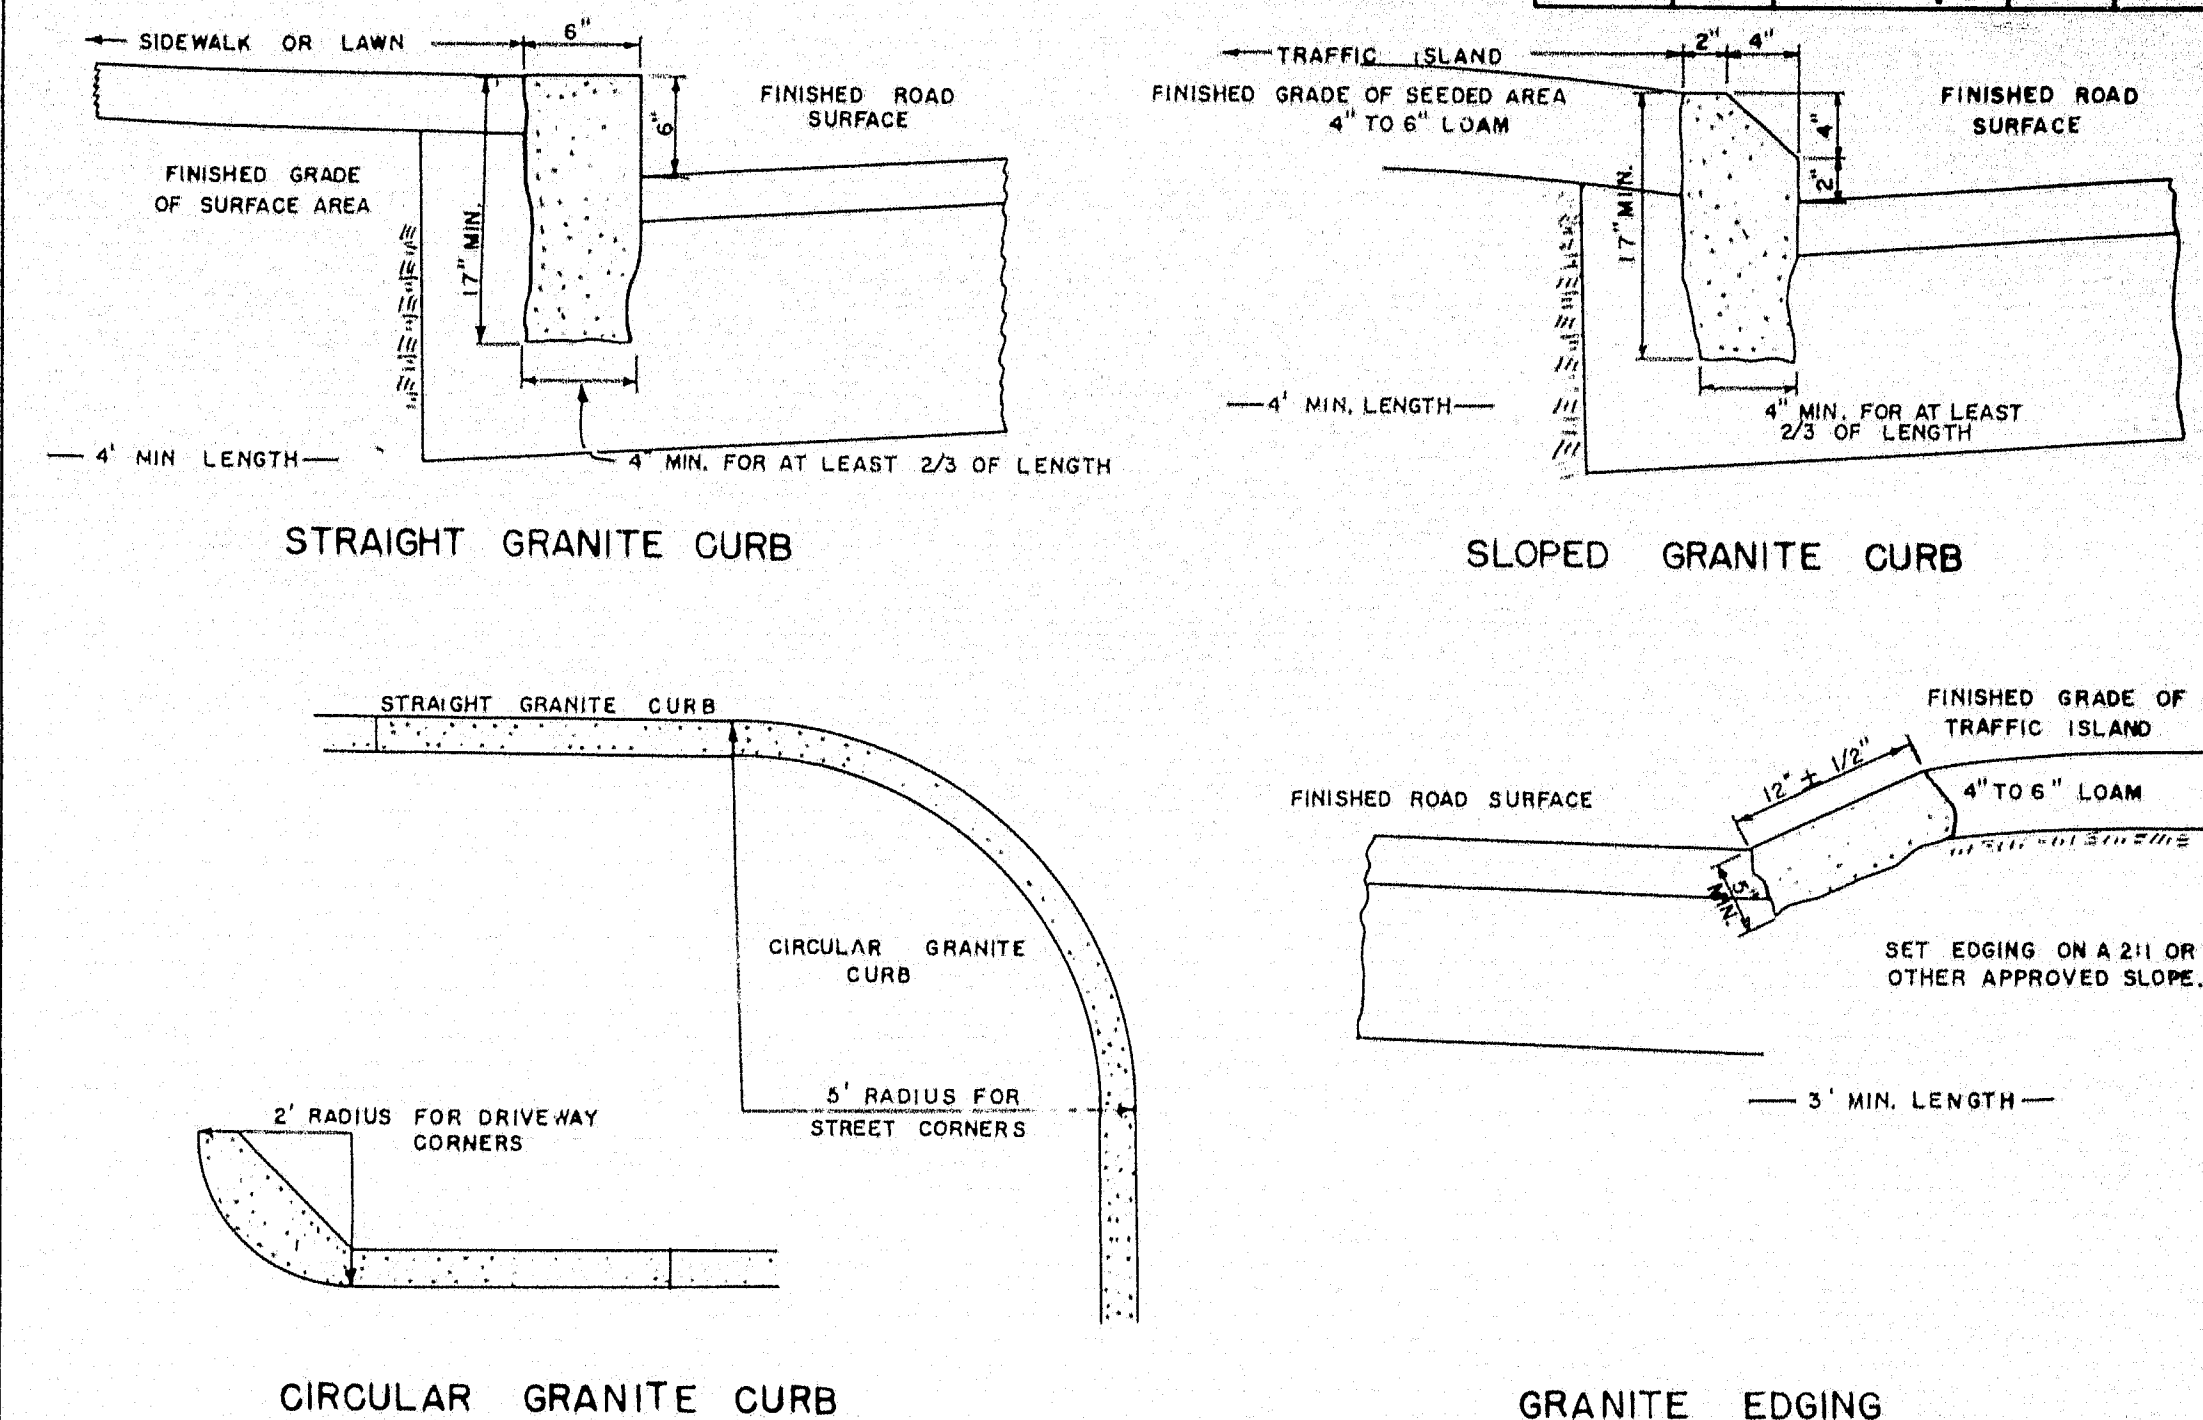 SIDEWALK OR LAWN
6"
6"
FINISHED ROAD
SURFACE
FINISHED GRADE
OF SURFACE AREA
17" MIN.
4' MIN LENGTH
4" MIN. FOR AT LEAST 2/3 OF LENGTH
STRAIGHT GRANITE CURB
TRAFFIC ISLAND
2" 4"
FINISHED GRADE OF SEEDED AREA
4" TO 6" LOAM
FINISHED ROAD
SURFACE
4"
2"
17" MIN.
4' MIN. LENGTH
4" MIN. FOR AT LEAST
2/3 OF LENGTH
SLOPED GRANITE CURB
STRAIGHT GRANITE CURB
CIRCULAR GRANITE
CURB
5' RADIUS FOR
STREET CORNERS
2' RADIUS FOR DRIVEWAY
CORNERS
CIRCULAR GRANITE CURB
FINISHED GRADE OF
TRAFFIC ISLAND
12" ± 1/2"
4" TO 6" LOAM
FINISHED ROAD SURFACE
5"
MIN.
SET EDGING ON A 2:1 OR
OTHER APPROVED SLOPE.
3' MIN. LENGTH
GRANITE EDGING